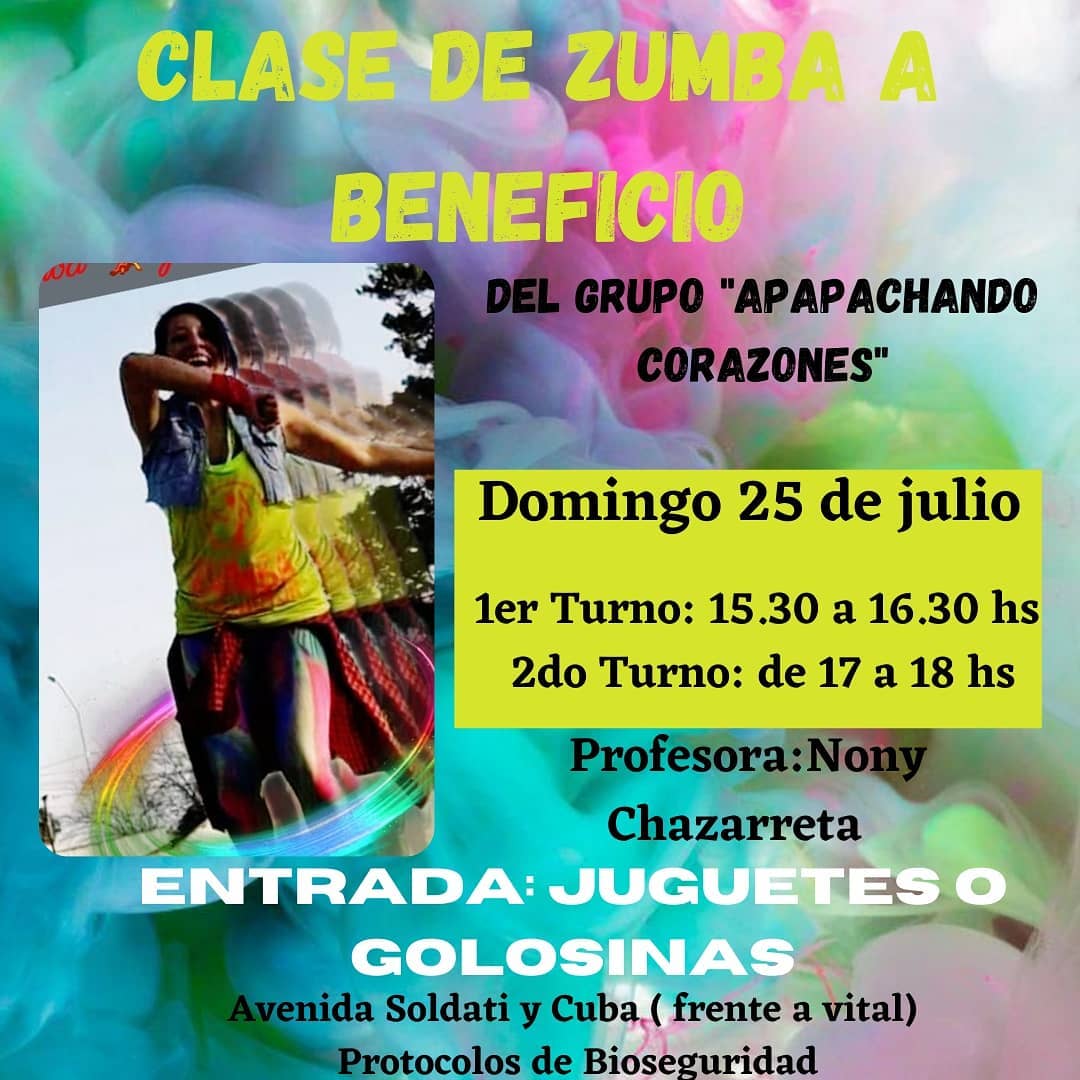 CLASE DE ZUMBA A
BENEFICIO
DEL GRUPO "APAPACHANDO
CORAZONES"
Domingo 25 de julio
1er Turno: 15.30 a 16.30 hs
2do Turno: de 17 a 18 hs
Profesora:Nony
Chazarreta
ENTRADA: JUGUETES O
GOLOSINAS
Avenida Soldati y Cuba ( frente a vital)
Protocolos de Bioseguridad